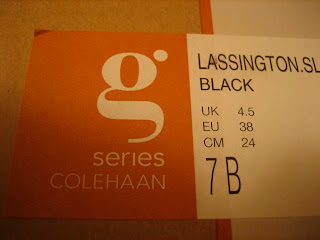 g
series
COLEHAAN
LASSINGTON.SL
BLACK
UK 4.5
EU 38
CM 24
7 B